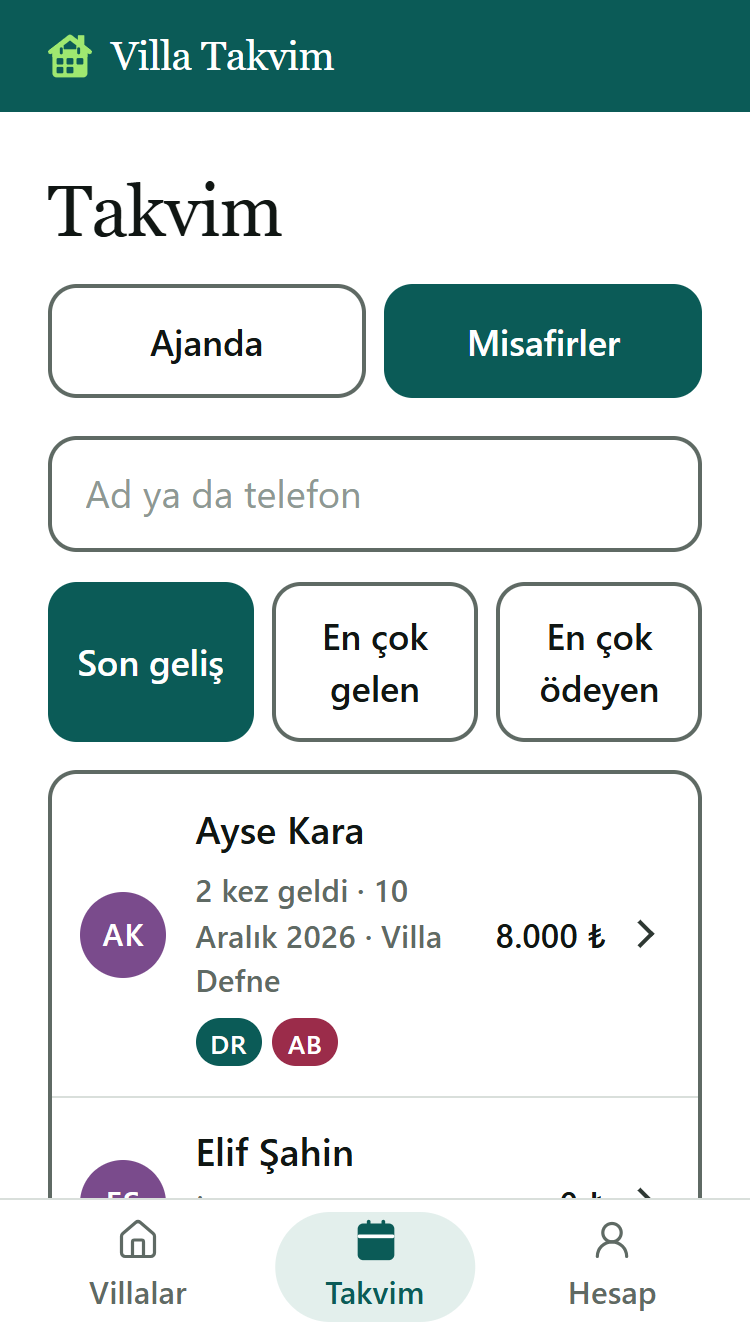 Villa Takvim
Takvim
Ajanda
Misafirler
Ad ya da telefon
Son geliş
En çok
gelen
En çok
ödeyen
Ayse Kara
AK
2 kez geldi · 10
Aralık 2026 · Villa
Defne
8.000 ₺
DR
AB
Elif Şahin
Villalar
Takvim
Hesap